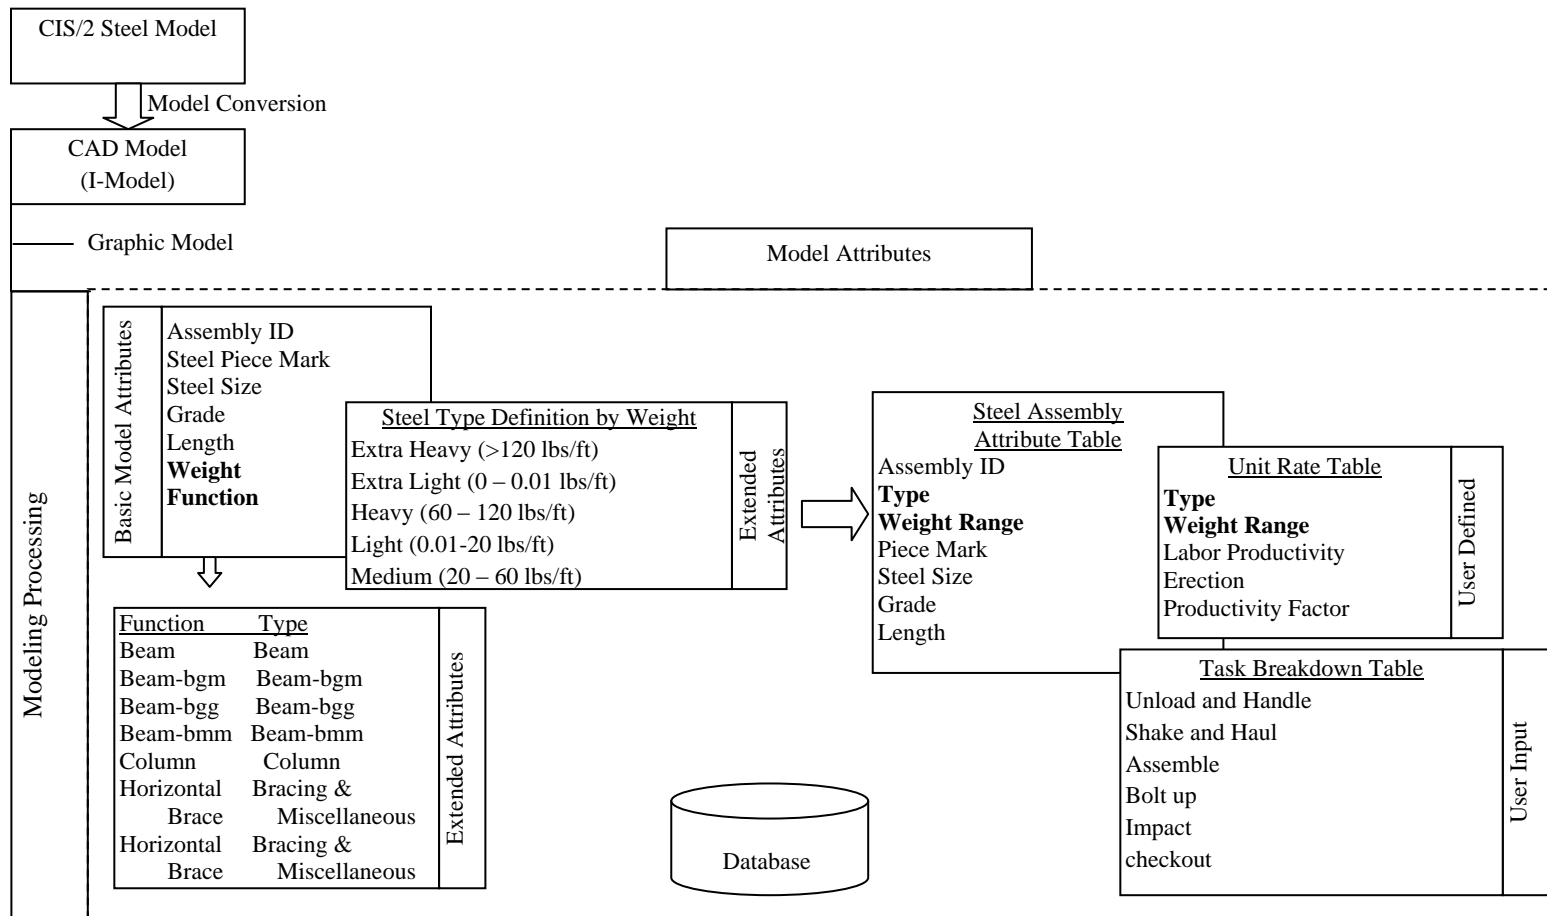 CIS/2 Steel Model
Model Conversion
CAD Model
(I-Model)
Graphic Model
Model Attributes
Modeling Processing
Basic Model Attributes
Assembly ID
Steel Piece Mark
Steel Size
Grade
Length
Weight
Function
Steel Type Definition by Weight
Extra Heavy (>120 lbs/ft)
Extra Light (0 – 0.01 lbs/ft)
Heavy (60 – 120 lbs/ft)
Light (0.01-20 lbs/ft)
Medium (20 – 60 lbs/ft)
Extended
Attributes
Function Type
Beam Beam
Beam-bgm Beam-bgm
Beam-bgg Beam-bgg
Beam-bmm Beam-bmm
Column Column
Horizontal Bracing &
Brace Miscellaneous
Horizontal Bracing &
Brace Miscellaneous
Extended Attributes
Steel Assembly
Attribute Table
Assembly ID
Type
Weight Range
Piece Mark
Steel Size
Grade
Length
Unit Rate Table
Type
Weight Range
Labor Productivity
Erection
Productivity Factor
User Defined
Task Breakdown Table
Unload and Handle
Shake and Haul
Assemble
Bolt up
Impact
checkout
User Input
Database